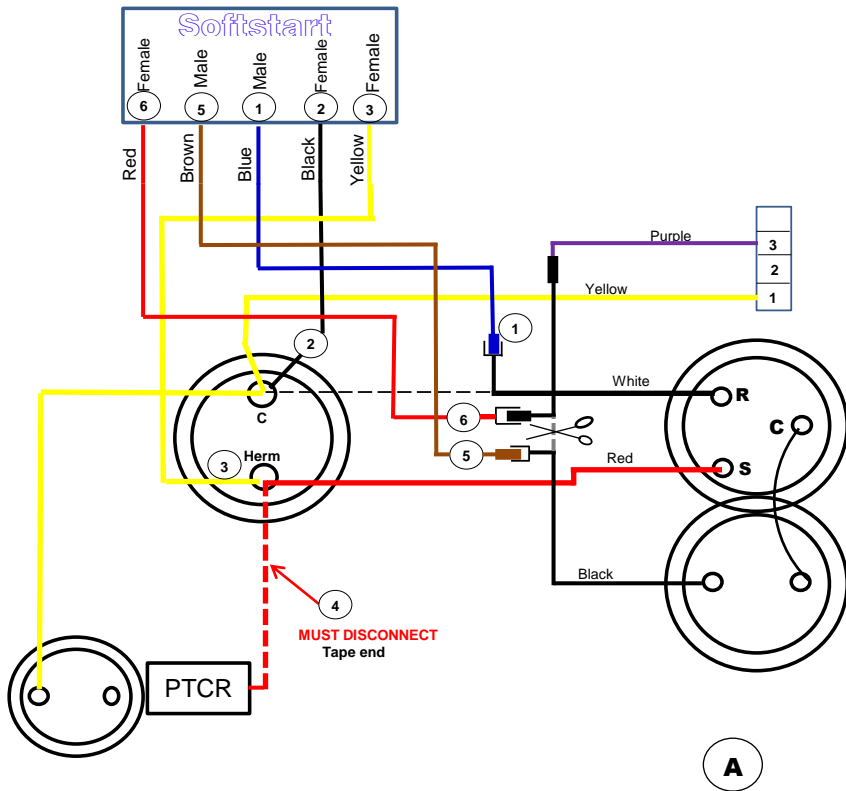 Softstart
Female
Male
Male
Female
Female
6
5
1
2
3
Red
Brown
Blue
Black
Yellow
Purple
3
2
Yellow
1
1
2
White
R
C
6
C
Herm
5
3
Red
S
Black
4
MUST DISCONNECT
Tape end
PTCR
A